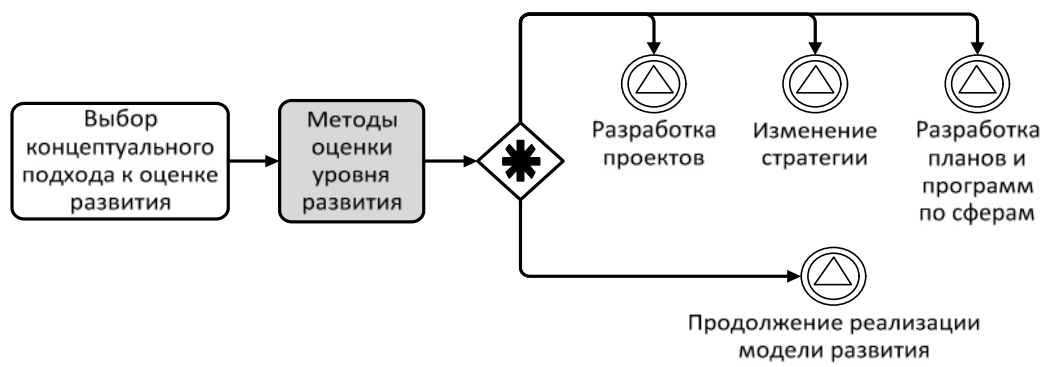 Выбор
концептуального
подхода к оценке
развития
Методы
оценки
уровня
развития
Разработка
проектов
Изменение
стратегии
Разработка
планов и
программ
по сферам
Продолжение реализации
модели развития